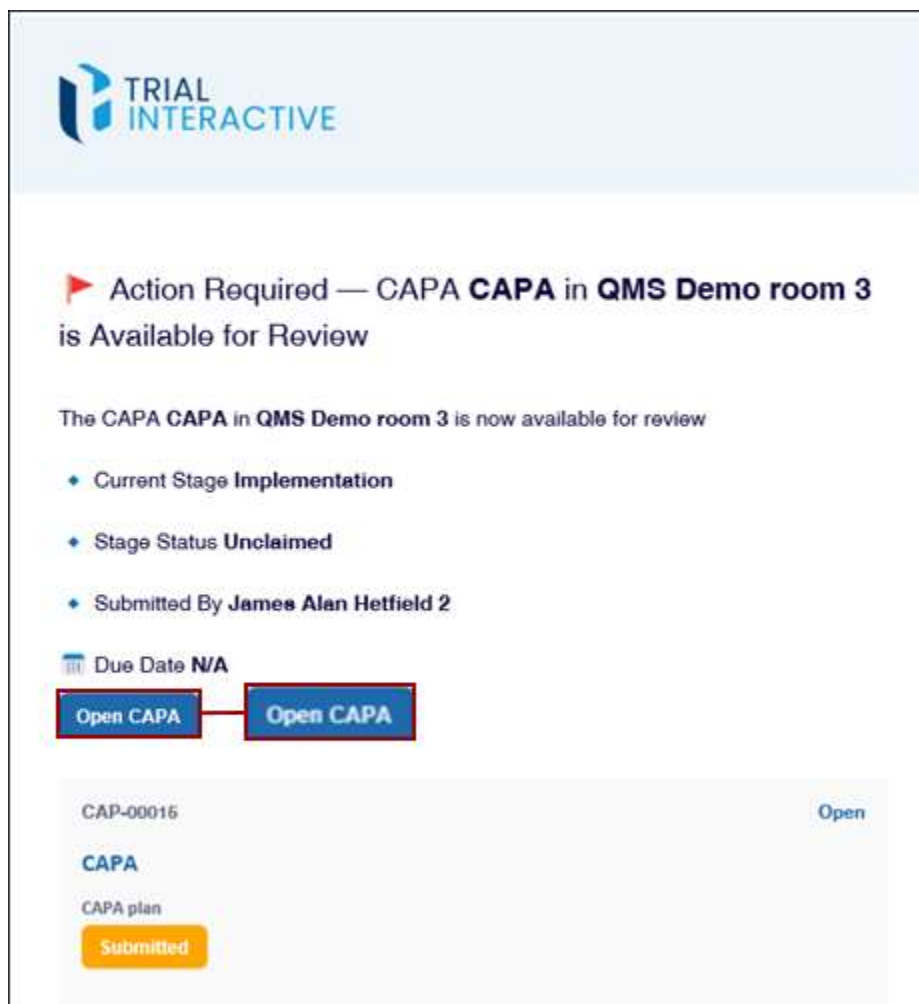 TRIAL
INTERACTIVE
Action Required — CAPA CAPA in QMS Demo room 3
is Available for Review
The CAPA CAPA in QMS Demo room 3 is now available for review
Current Stage Implementation
Stage Status Unclaimed
Submitted By James Alan Hetfield 2
Due Date N/A
Open CAPA Open CAPA
CAP-00016 Open
CAPA
CAPA plan
Submitted